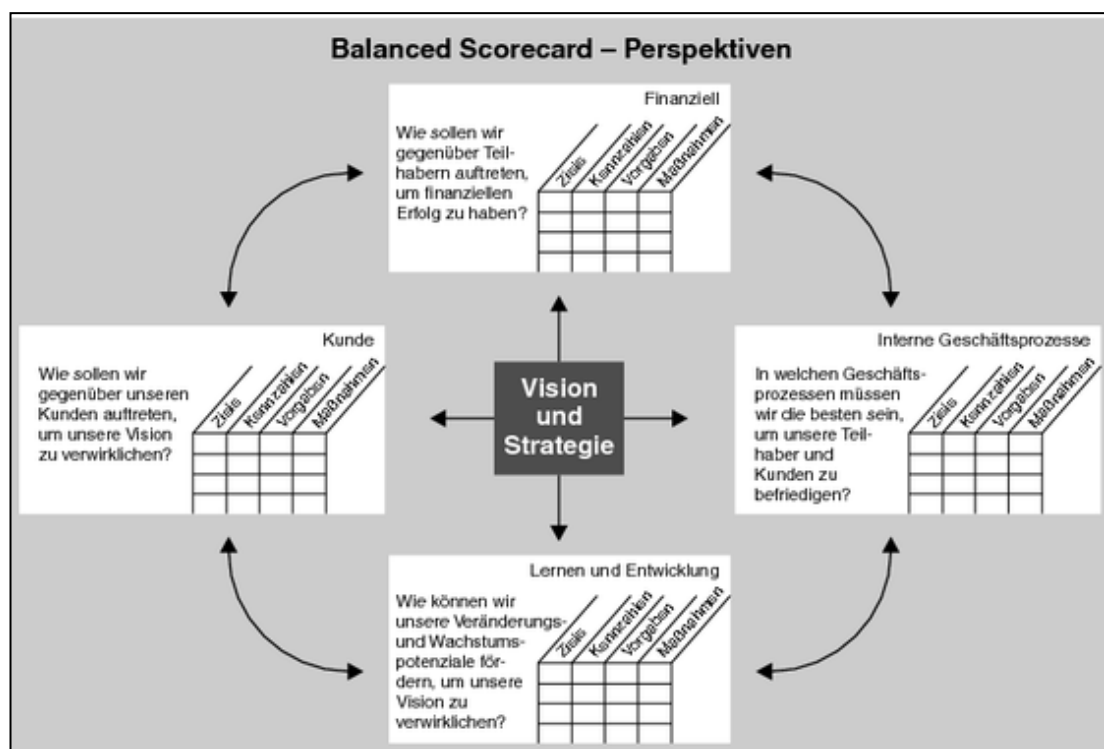 Balanced Scorecard – Perspektiven
Finanziell
Wie sollen wir
gegenüber Teil-
habern auftreten,
um finanziellen
Erfolg zu haben?
Ziele
Kennzahlen
Vorgaben
Maßnahmen
Kunde
Wie sollen wir
gegenüber unseren
Kunden auftreten,
um unsere Vision
zu verwirklichen?
Ziele
Kennzahlen
Vorgaben
Maßnahmen
Vision
und
Strategie
Interne Geschäftsprozesse
In welchen Geschäfts-
prozessen müssen
wir die besten sein,
um unsere Teil-
haber und
Kunden zu
befriedigen?
Ziele
Kennzahlen
Vorgaben
Maßnahmen
Lernen und Entwicklung
Wie können wir
unsere Veränderungs-
und Wachstums-
potenziale för-
dern, um unsere
Vision zu
verwirklichen?
Ziele
Kennzahlen
Vorgaben
Maßnahmen